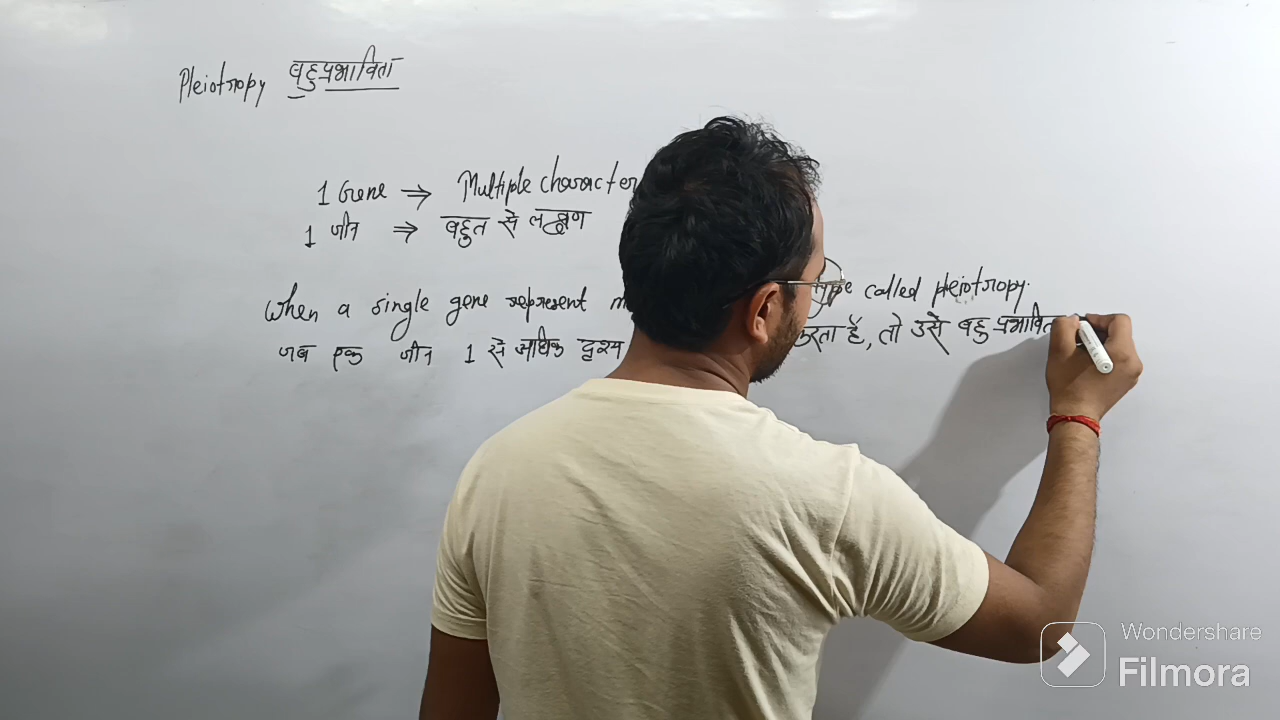 Pleiotropy बहुप्रभाविता
1 Gene ⇒ Multiple character
1 जीन ⇒ बहुत से लक्षण
When a single gene represent called pleiotropy.
जब एक जीन 1 से अधिक दृश्य करता है, तो उसे बहु प्रभाविता
Wondershare
Filmora